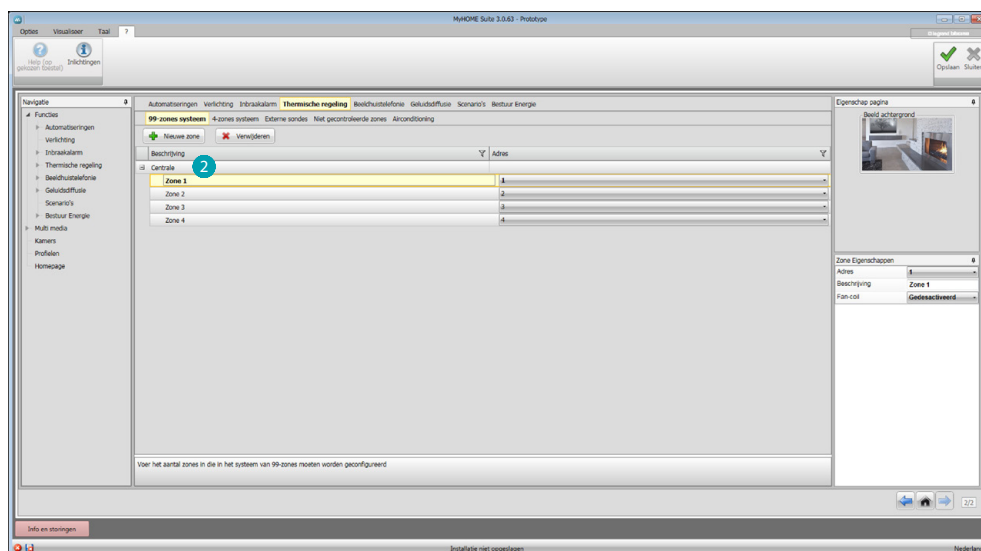 MyHOME Suite 3.0.63 - Prototype
Opties Visualiseer Taal ?
Help (op gekozen toestel)
Inlichtingen
Opslaan Sluiten
Navigatie
Functies
Automatiseringen
Verlichting
Inbraakalarm
Thermische regeling
Beeldhuistelefonie
Geluidsdiffusie
Scenario's
Bestuur Energie
Multi media
Kamers
Profielen
Homepage
Automatiseringen Verlichting Inbraakalarm Thermische regeling Beeldhuistelefonie Geluidsdiffusie Scenario's Bestuur Energie
99-zones systeem 4-zones systeem Externe sondes Niet gecontroleerde zones Airconditioning
Nieuwe zone Verwijderen
Beschrijving Adres
Centrale 2
Zone 1 1
Zone 2 2
Zone 3 3
Zone 4 4
Voer het aantal zones in die in het systeem van 99-zones moeten worden geconfigureerd
Eigenschap pagina
Beeld achtergrond
Zone Eigenschappen
Adres 1
Beschrijving Zone 1
Fan-coil Gedesactiveerd
2/2
Info en storingen
Installatie niet opgeslagen